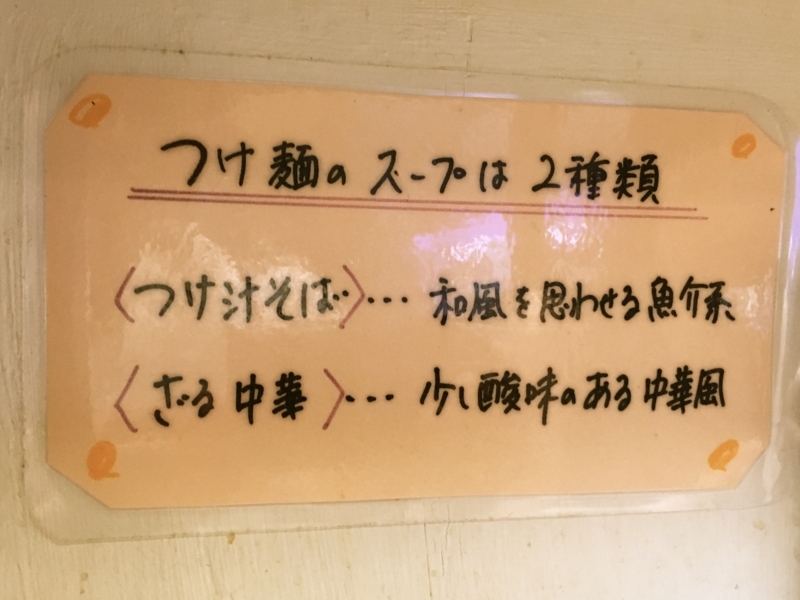 つけ麺のスープは2種類
〈つけ汁そば〉… 和風を思わせる魚介系
〈ざる中華〉… 少し酸味のある中華風